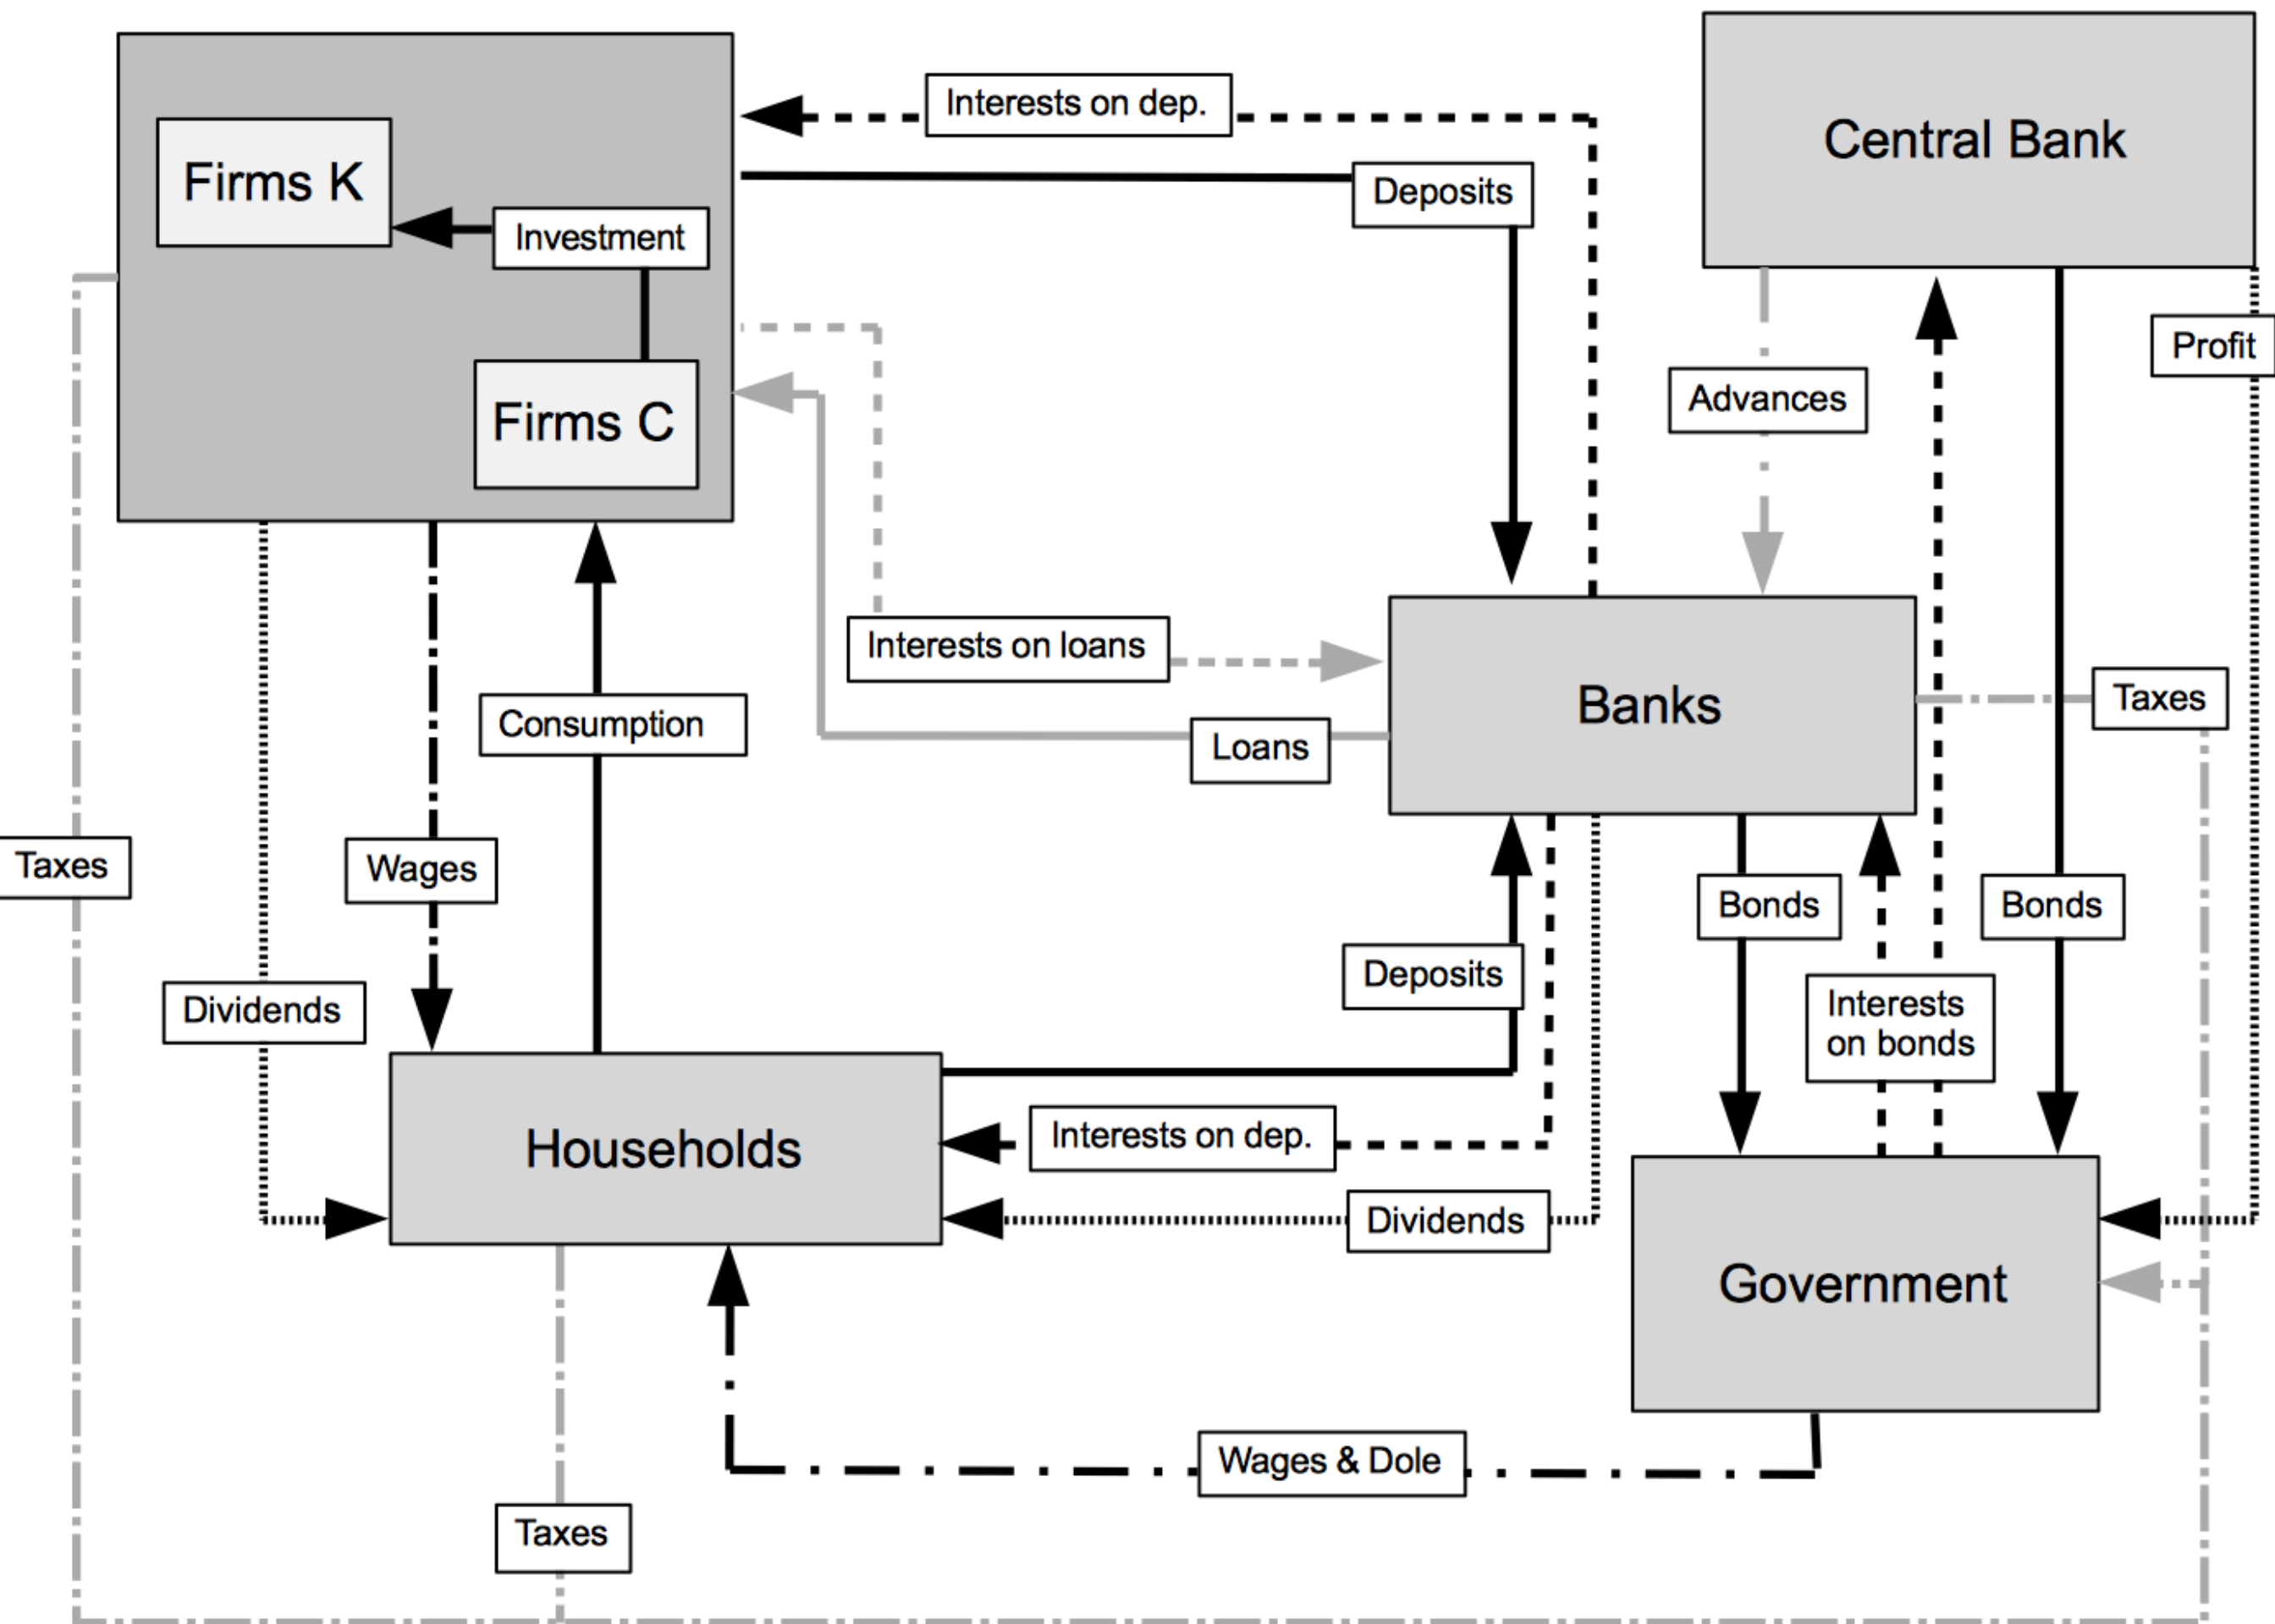 Interests on dep.
Central Bank
Firms K
Deposits
Investment
Profit
Advances
Firms C
Interests on loans
Banks
Taxes
Consumption
Loans
Taxes
Wages
Bonds
Bonds
Deposits
Dividends
Interests
on bonds
Households
Interests on dep.
Dividends
Government
Wages & Dole
Taxes